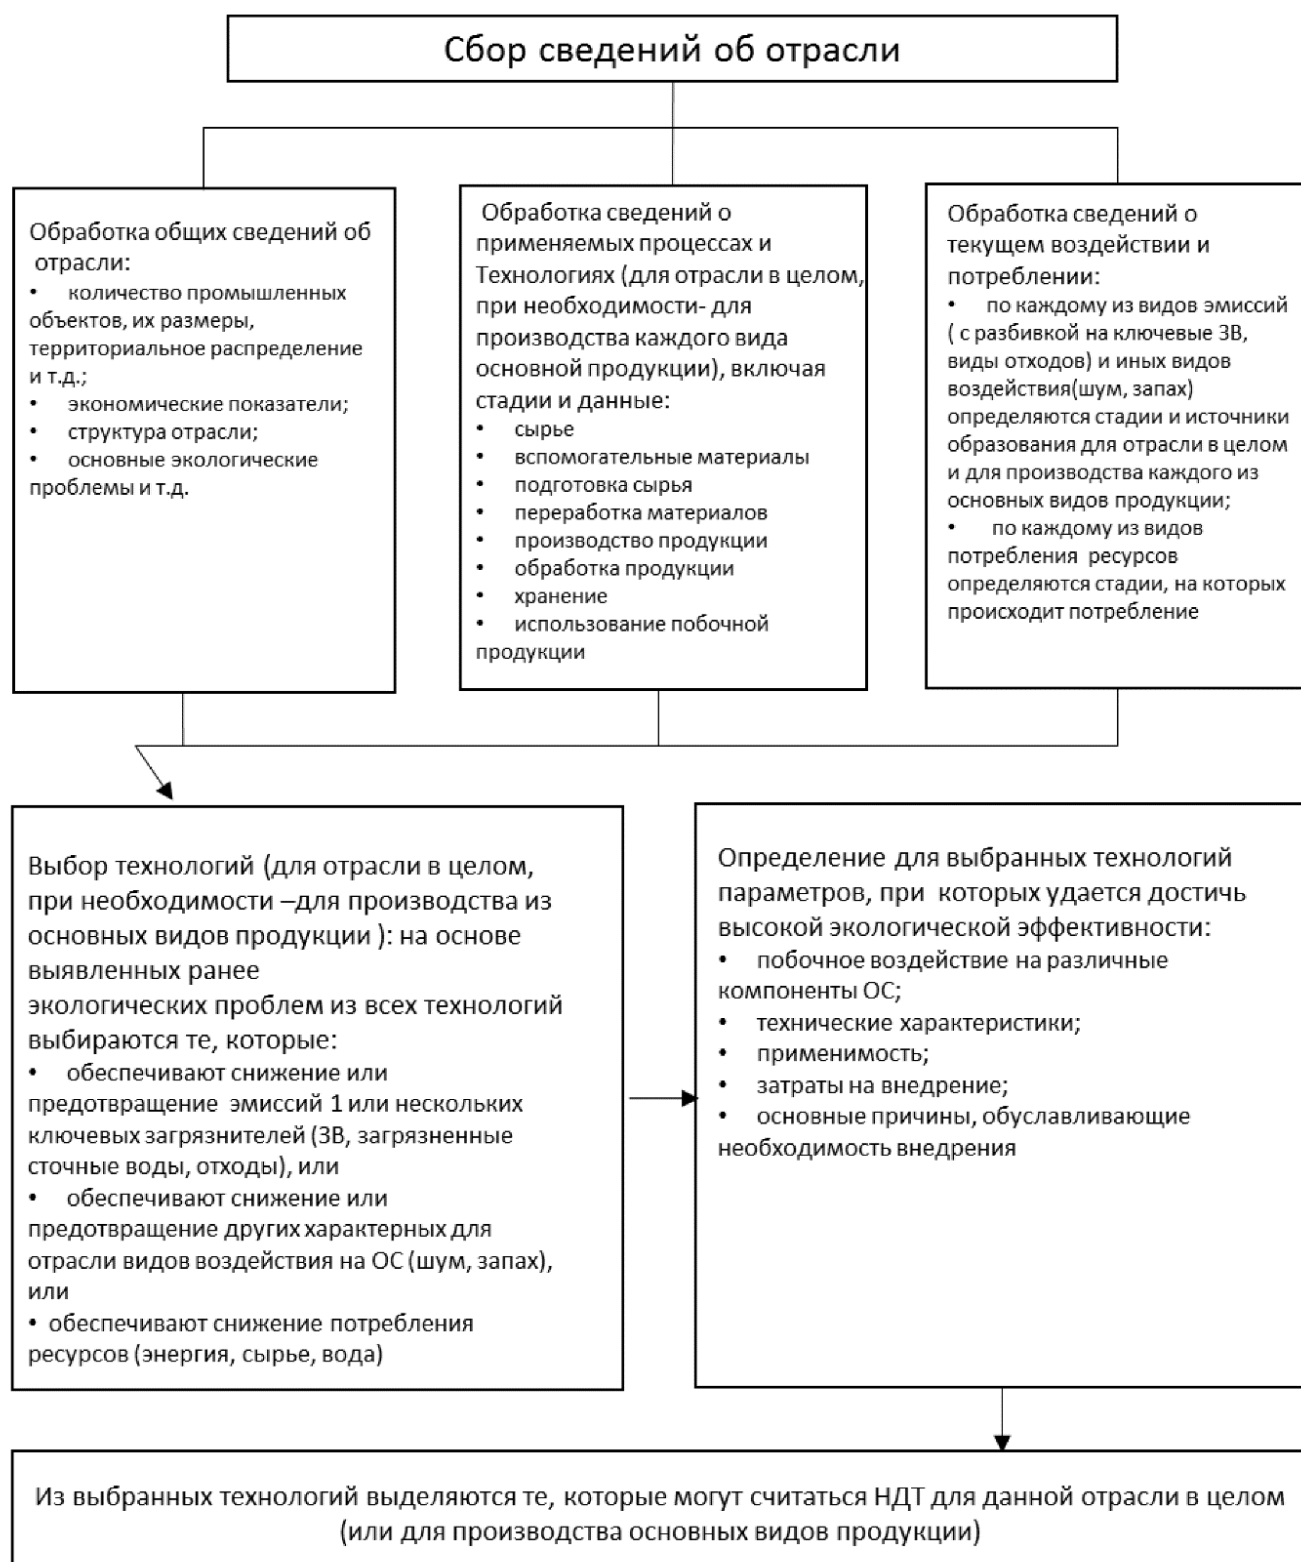 Сбор сведений об отрасли
Обработка общих сведений об
отрасли:
• количество промышленных
объектов, их размеры,
территориальное распределение
и т.д.;
• экономические показатели;
• структура отрасли;
• основные экологические
проблемы и т.д.
Обработка сведений о
применяемых процессах и
Технологиях (для отрасли в целом,
при необходимости- для
производства каждого вида
основной продукции), включая
стадии и данные:
• сырье
• вспомогательные материалы
• подготовка сырья
• переработка материалов
• производство продукции
• обработка продукции
• хранение
• использование побочной
продукции
Обработка сведений о
текущем воздействии и
потреблении:
• по каждому из видов эмиссий
( с разбивкой на ключевые ЗВ,
виды отходов) и иных видов
воздействия(шум, запах)
определяются стадии и источники
образования для отрасли в целом
и для производства каждого из
основных видов продукции;
• по каждому из видов
потребления ресурсов
определяются стадии, на которых
происходит потребление
Выбор технологий (для отрасли в целом,
при необходимости –для производства из
основных видов продукции ): на основе
выявленных ранее
экологических проблем из всех технологий
выбираются те, которые:
• обеспечивают снижение или
предотвращение эмиссий 1 или нескольких
ключевых загрязнителей (ЗВ, загрязненные
сточные воды, отходы), или
• обеспечивают снижение или
предотвращение других характерных для
отрасли видов воздействия на ОС (шум, запах),
или
• обеспечивают снижение потребления
ресурсов (энергия, сырье, вода)
Определение для выбранных технологий
параметров, при которых удается достичь
высокой экологической эффективности:
• побочное воздействие на различные
компоненты ОС;
• технические характеристики;
• применимость;
• затраты на внедрение;
• основные причины, обуславливающие
необходимость внедрения
Из выбранных технологий выделяются те, которые могут считаться НДТ для данной отрасли в целом
(или для производства основных видов продукции)